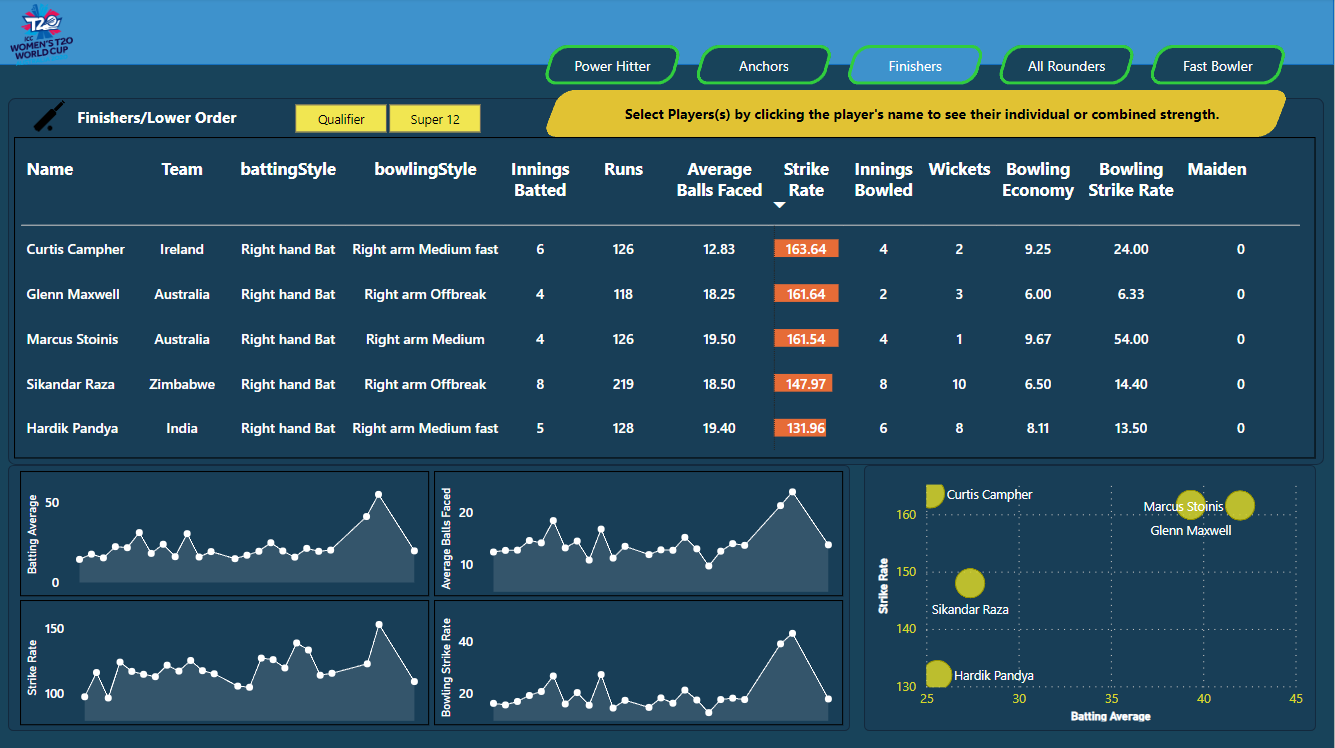 T20
ICC
WOMEN'S T20
WORLD CUP
Power Hitter
Anchors
Finishers
All Rounders
Fast Bowler
Finishers/Lower Order
Qualifier
Super 12
Select Players(s) by clicking the player's name to see their individual or combined strength.
Name Team battingStyle bowlingStyle Innings Batted Runs Average Balls Faced Strike Rate Innings Bowled Wickets Bowling Economy Bowling Strike Rate Maiden
Curtis Campher Ireland Right hand Bat Right arm Medium fast 6 126 12.83 163.64 4 2 9.25 24.00 0
Glenn Maxwell Australia Right hand Bat Right arm Offbreak 4 118 18.25 161.64 2 3 6.00 6.33 0
Marcus Stoinis Australia Right hand Bat Right arm Medium 4 126 19.50 161.54 4 1 9.67 54.00 0
Sikandar Raza Zimbabwe Right hand Bat Right arm Offbreak 8 219 18.50 147.97 8 10 6.50 14.40 0
Hardik Pandya India Right hand Bat Right arm Medium fast 5 128 19.40 131.96 6 8 8.11 13.50 0
Batting Average
50
0
Average Balls Faced
20
10
Strike Rate
150
100
Bowling Strike Rate
40
20
Strike Rate
160
150
140
130
Curtis Campher
Marcus Stoinis
Glenn Maxwell
Sikandar Raza
Hardik Pandya
25 30 35 40 45
Batting Average